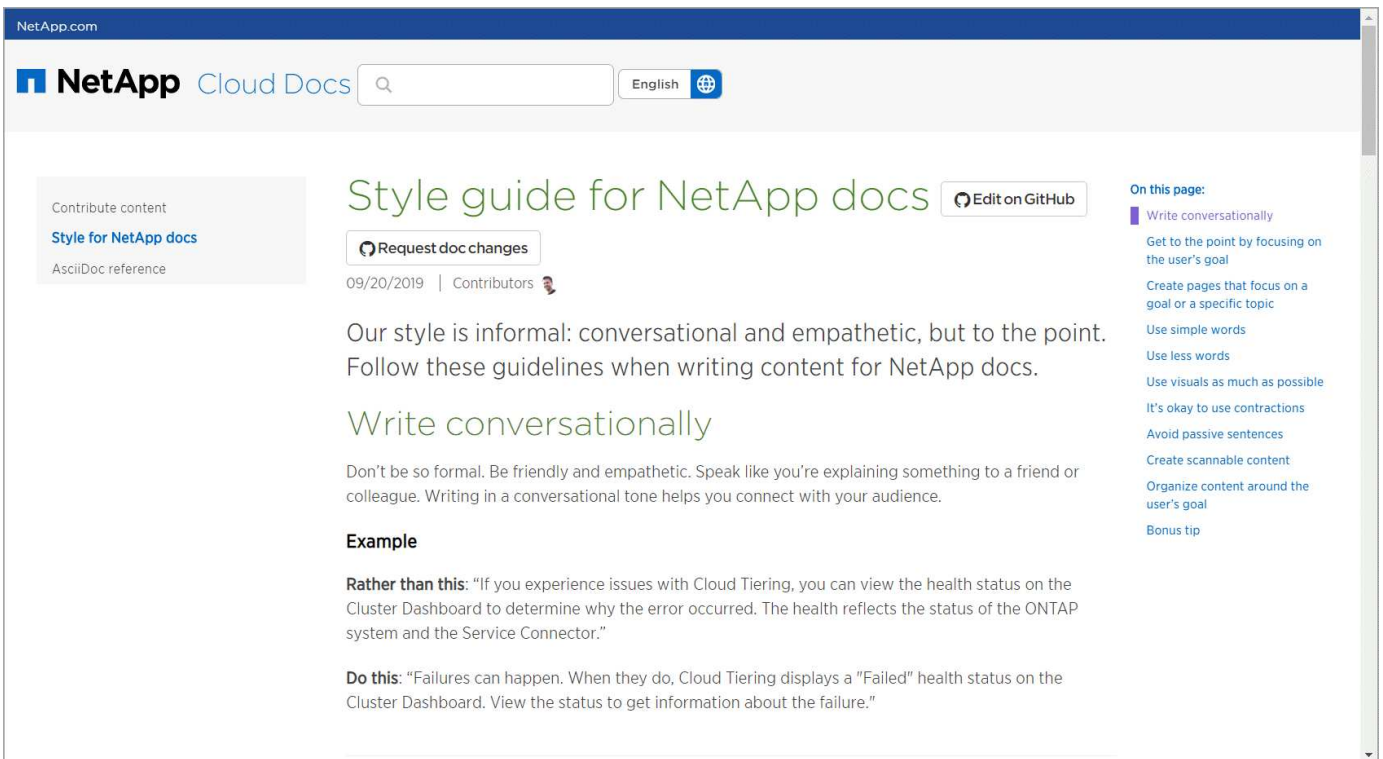 NetApp.com
NetApp Cloud Docs
English
Contribute content
Style for NetApp docs
AsciiDoc reference
Style guide for NetApp docs
Edit on GitHub
Request doc changes
09/20/2019 | Contributors
Our style is informal: conversational and empathetic, but to the point.
Follow these guidelines when writing content for NetApp docs.
Write conversationally
Don't be so formal. Be friendly and empathetic. Speak like you're explaining something to a friend or
colleague. Writing in a conversational tone helps you connect with your audience.
Example
Rather than this: “If you experience issues with Cloud Tiering, you can view the health status on the
Cluster Dashboard to determine why the error occurred. The health reflects the status of the ONTAP
system and the Service Connector.”
Do this: “Failures can happen. When they do, Cloud Tiering displays a "Failed" health status on the
Cluster Dashboard. View the status to get information about the failure."
On this page:
Write conversationally
Get to the point by focusing on
the user's goal
Create pages that focus on a
goal or a specific topic
Use simple words
Use less words
Use visuals as much as possible
It's okay to use contractions
Avoid passive sentences
Create scannable content
Organize content around the
user's goal
Bonus tip